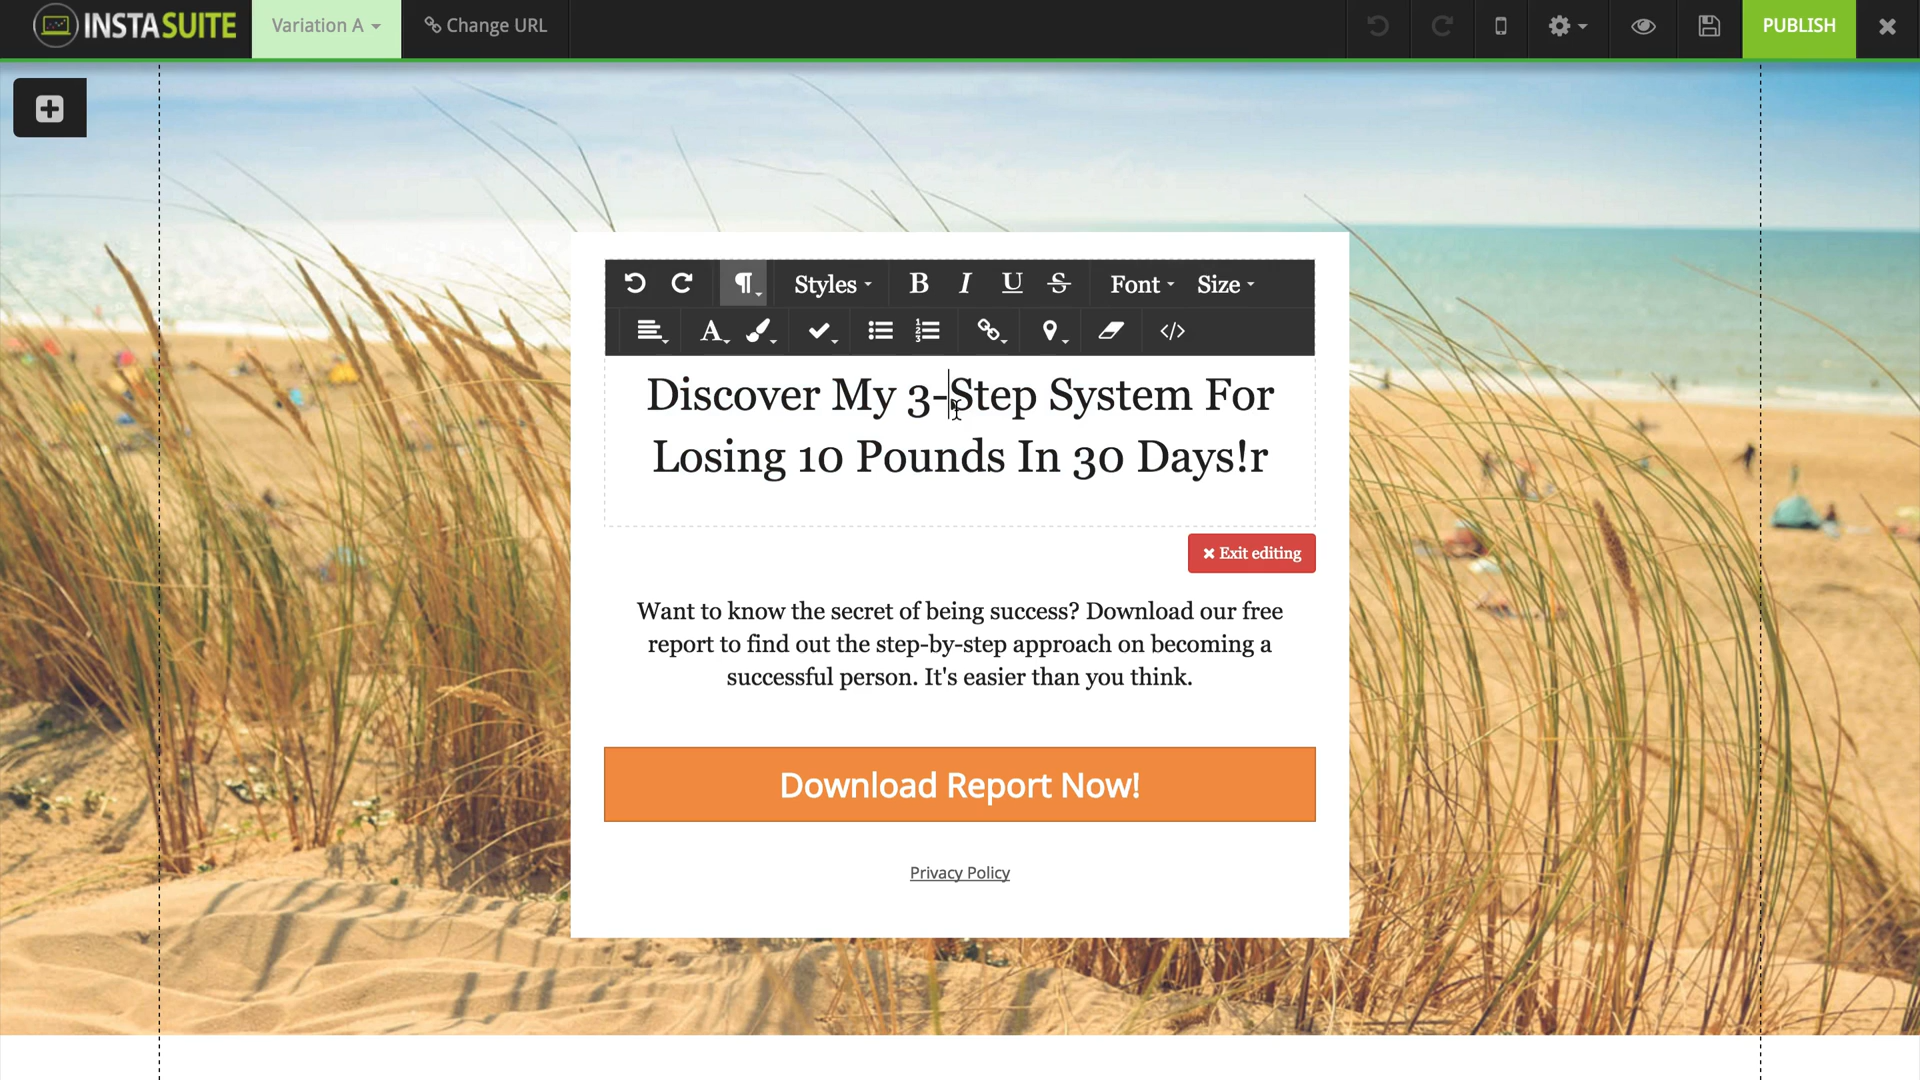 INSTASUITE Variation A Change URL PUBLISH
Styles B I U S Font Size
A
Discover My 3-Step System For
Losing 10 Pounds In 30 Days!r
Exit editing
Want to know the secret of being success? Download our free
report to find out the step-by-step approach on becoming a
successful person. It's easier than you think.
Download Report Now!
Privacy Policy